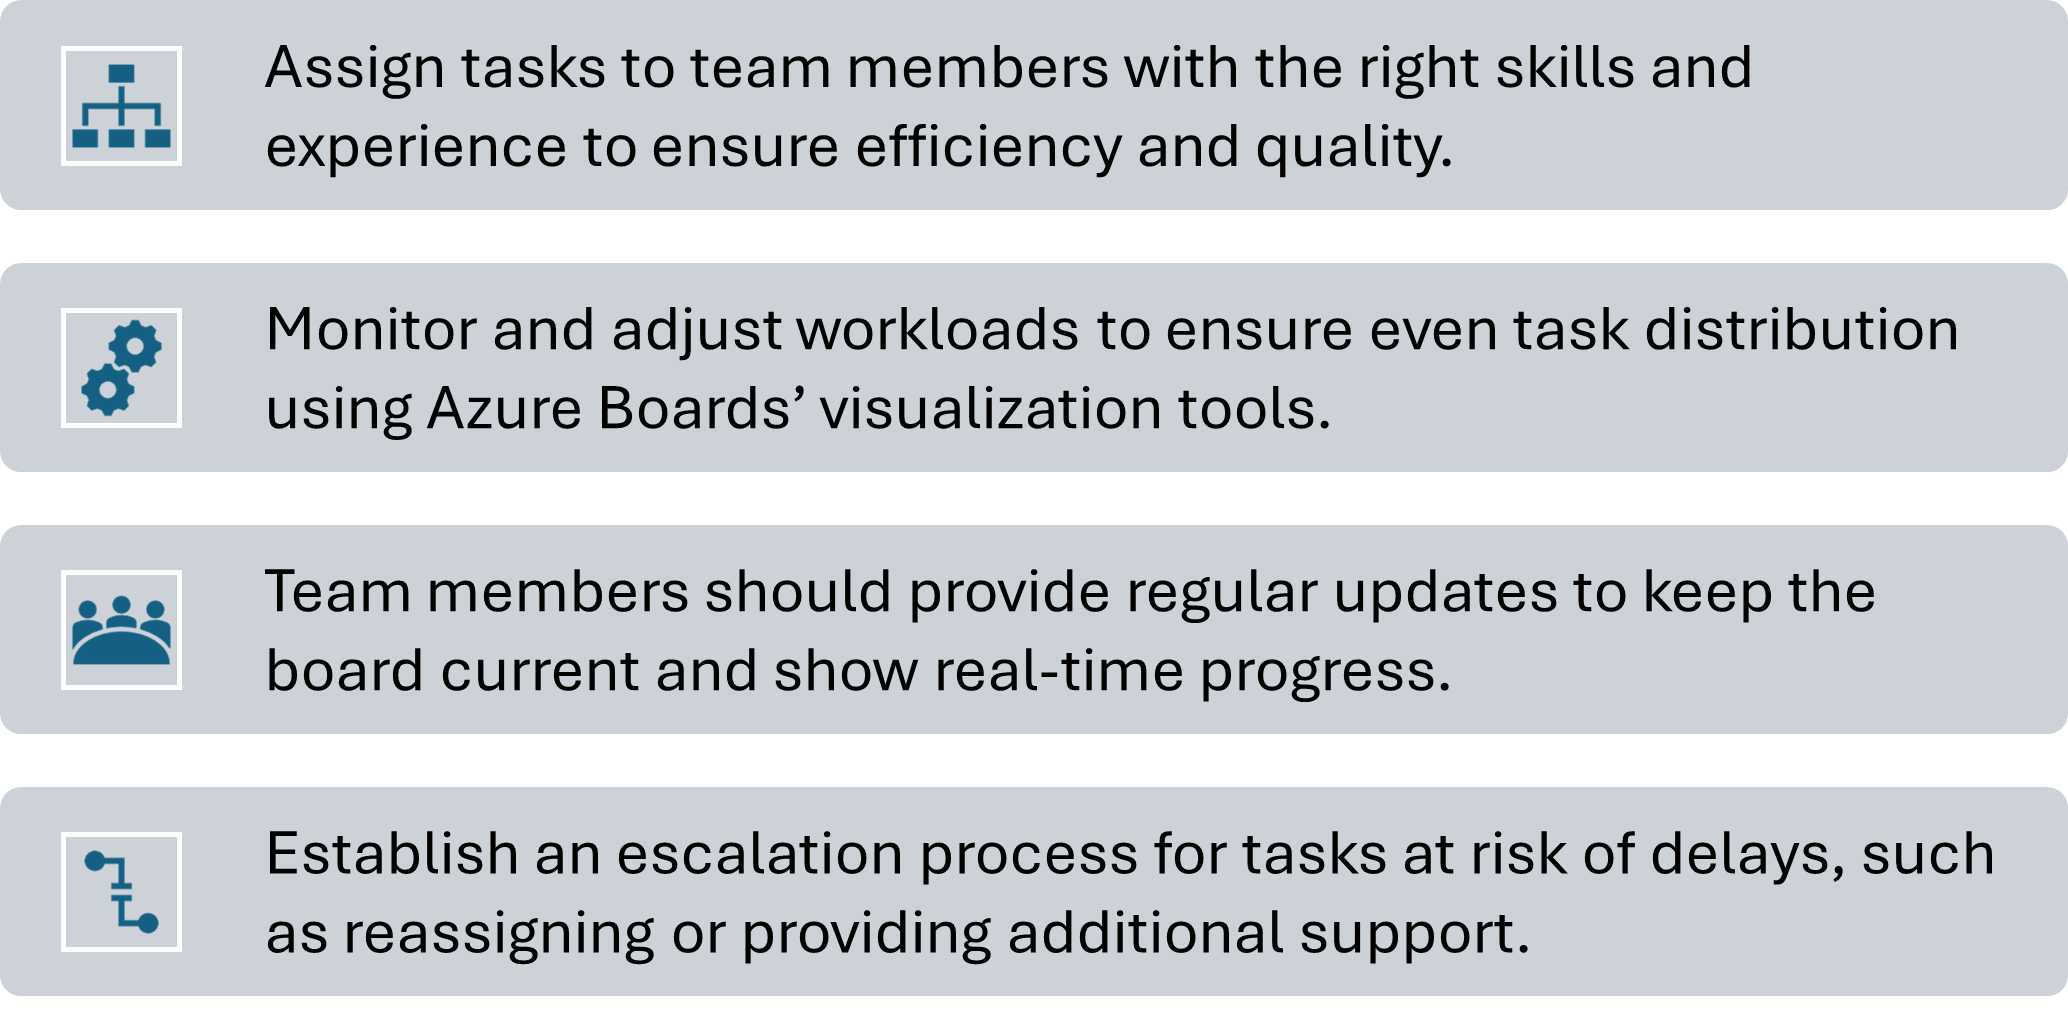 Assign tasks to team members with the right skills and
experience to ensure efficiency and quality.
Monitor and adjust workloads to ensure even task distribution
using Azure Boards’ visualization tools.
Team members should provide regular updates to keep the
board current and show real-time progress.
Establish an escalation process for tasks at risk of delays, such
as reassigning or providing additional support.